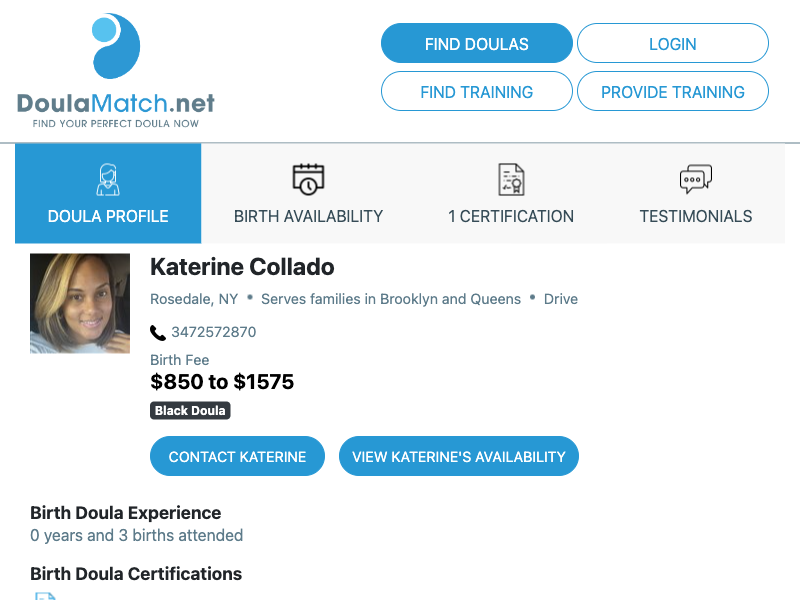 DoulaMatch.net
FIND YOUR PERFECT DOULA NOW
FIND DOULAS
LOGIN
FIND TRAINING
PROVIDE TRAINING
DOULA PROFILE
BIRTH AVAILABILITY
1 CERTIFICATION
TESTIMONIALS
Katerine Collado
Rosedale, NY • Serves families in Brooklyn and Queens • Drive
3472572870
Birth Fee
$850 to $1575
Black Doula
CONTACT KATERINE
VIEW KATERINE'S AVAILABILITY
Birth Doula Experience
0 years and 3 births attended
Birth Doula Certifications